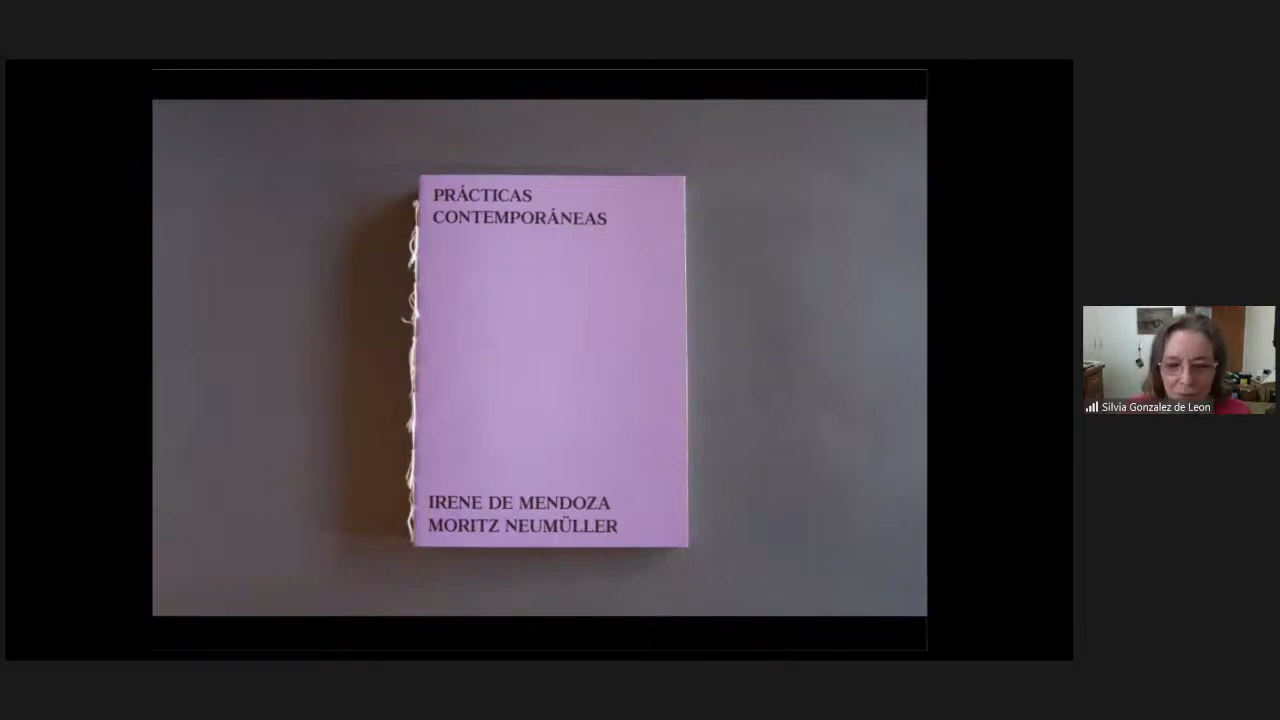 PRÁCTICAS
CONTEMPORÁNEAS
IRENE DE MENDOZA
MORITZ NEUMÜLLER
Silvia Gonzalez de Leon